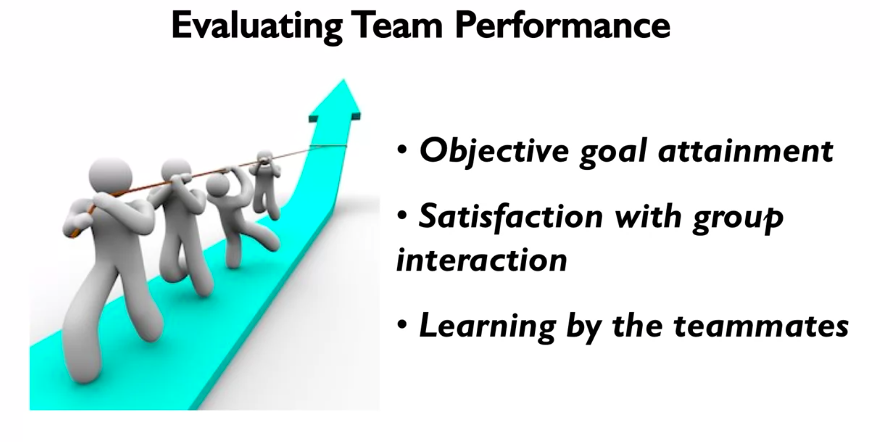 Evaluating Team Performance
• Objective goal attainment
• Satisfaction with group
interaction
• Learning by the teammates